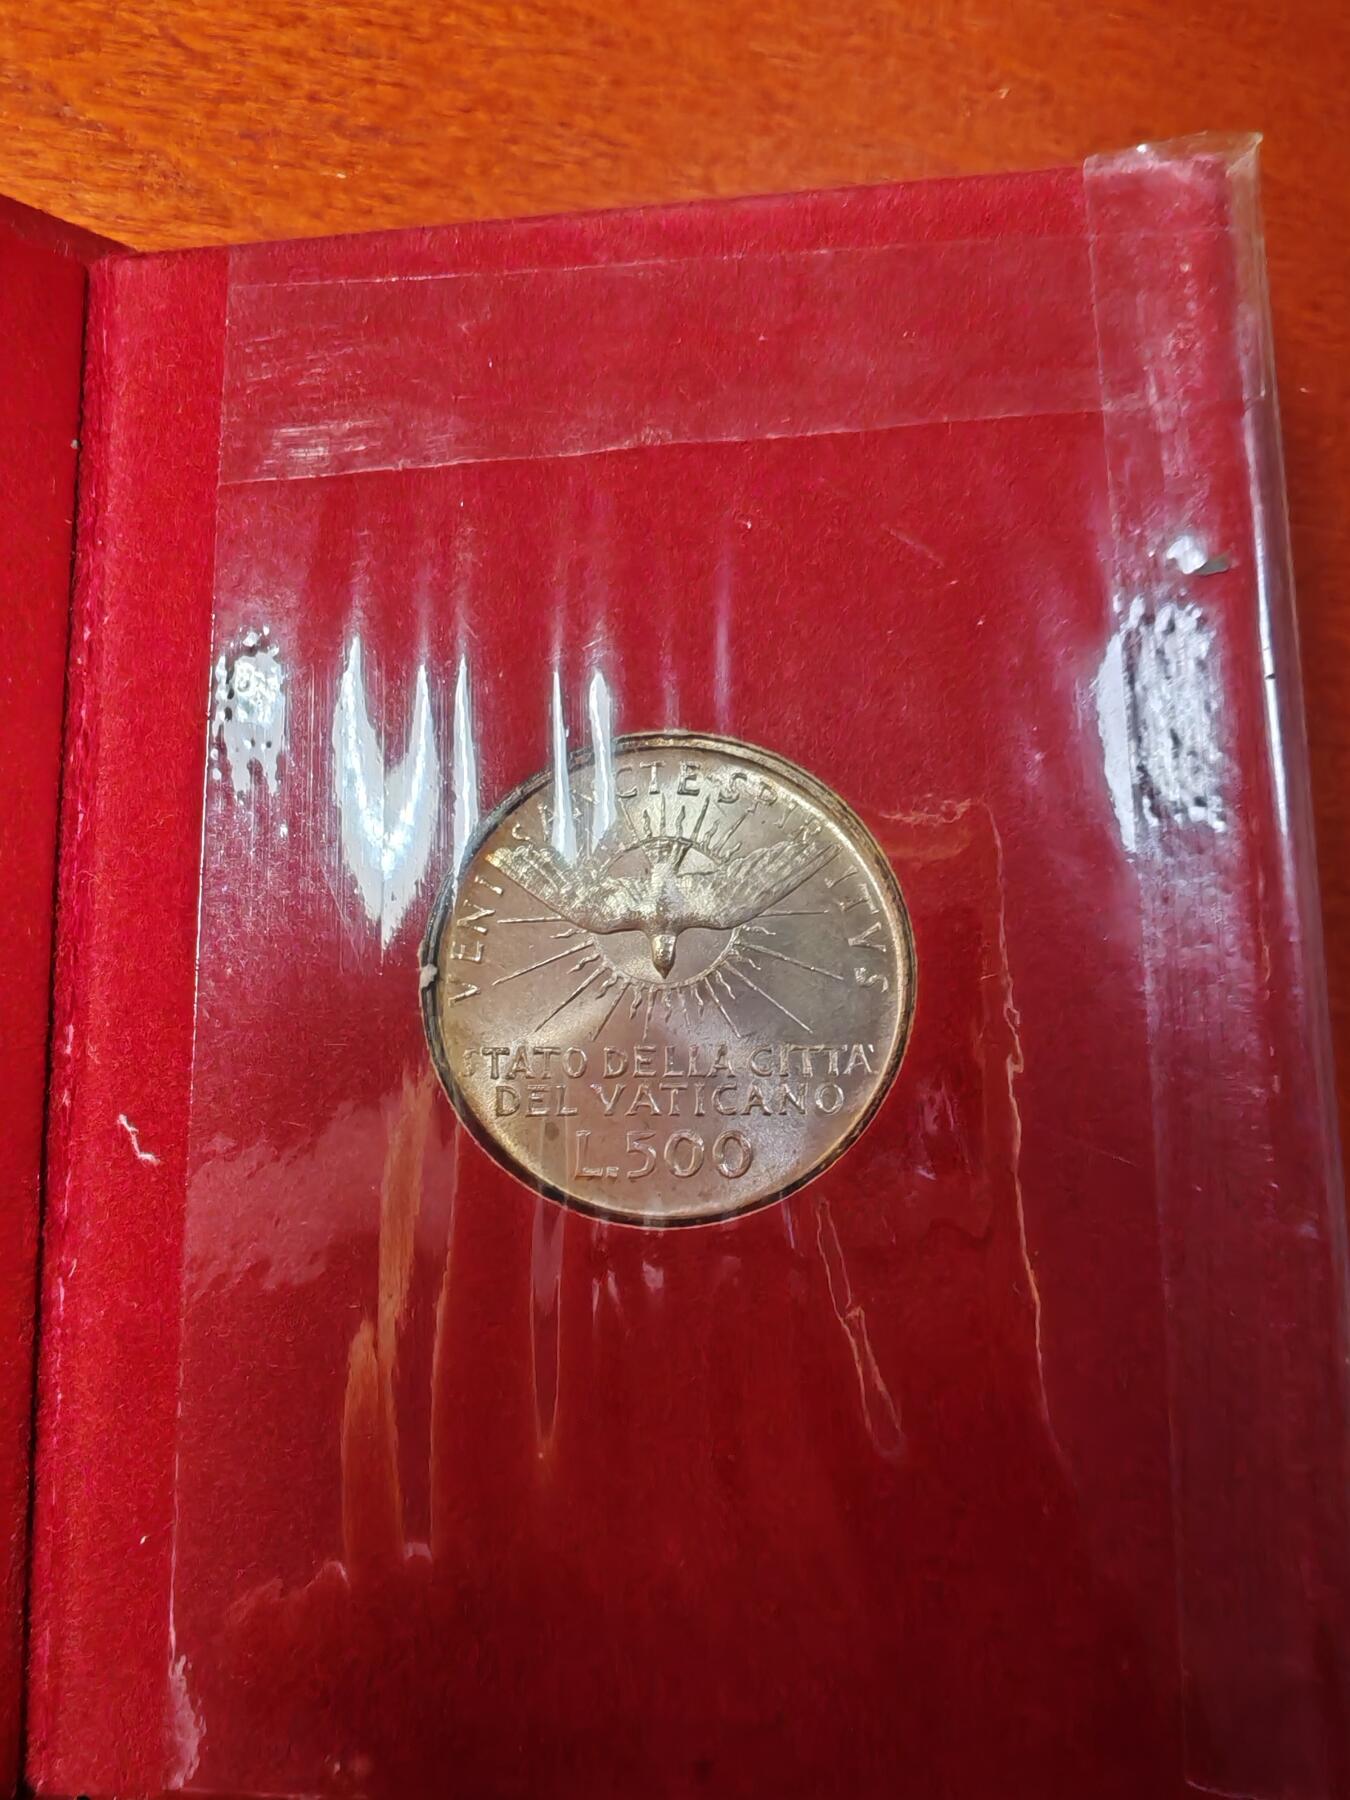 VENI SANCTE SPIRITVS
STATO DELLA CITTA'
DEL VATICANO
L.500